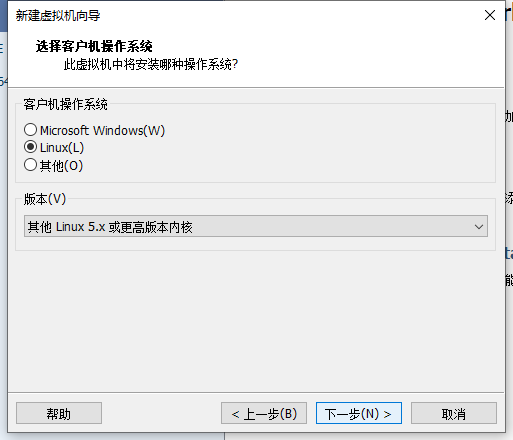 新建虚拟机向导
选择客户机操作系统
此虚拟机中将安装哪种操作系统?
客户机操作系统
Microsoft Windows(W)
Linux(L)
其他(O)
版本(V)
其他 Linux 5.x 或更高版本内核
帮助
< 上一步(B)
下一步(N) >
取消